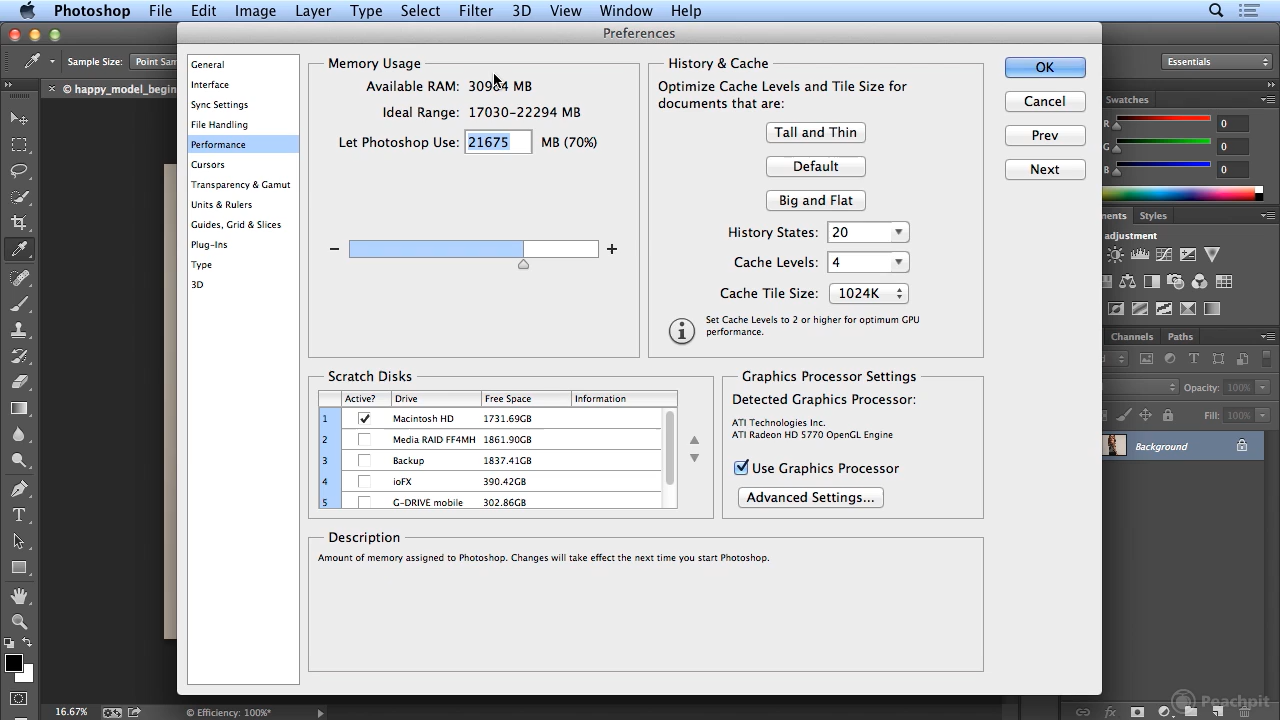 Photoshop File Edit Image Layer Type Select Filter 3D View Window Help
Preferences
Sample Size: Point Sam
Essentials
© happy_model_begin
General
Interface
Sync Settings
File Handling
Performance
Cursors
Transparency & Gamut
Units & Rulers
Guides, Grid & Slices
Plug-Ins
Type
3D
Memory Usage
Available RAM: MB
Ideal Range: 17030-22294 MB
Let Photoshop Use: 21675 MB (70%)
− +
History & Cache
Optimize Cache Levels and Tile Size for
documents that are:
Tall and Thin
Default
Big and Flat
History States: 20
Cache Levels: 4
Cache Tile Size: 1024K
Set Cache Levels to 2 or higher for optimum GPU
performance.
OK
Cancel
Prev
Next
Scratch Disks
Active? Drive Free Space Information
1 Macintosh HD 1731.69GB
2 Media RAID FF4MH 1861.90GB
3 Backup 1837.41GB
4 ioFX 390.42GB
5 G-DRIVE mobile 302.86GB
Graphics Processor Settings
Detected Graphics Processor:
ATI Technologies Inc.
ATI Radeon HD 5770 OpenGL Engine
Use Graphics Processor
Advanced Settings...
Description
Amount of memory assigned to Photoshop. Changes will take effect the next time you start Photoshop.
Swatches
R 0
G 0
B 0
ments Styles
adjustment
Channels Paths
Opacity: 100%
Fill: 100%
Background
16.67% © Efficiency: 100%*
fx
Peachpit